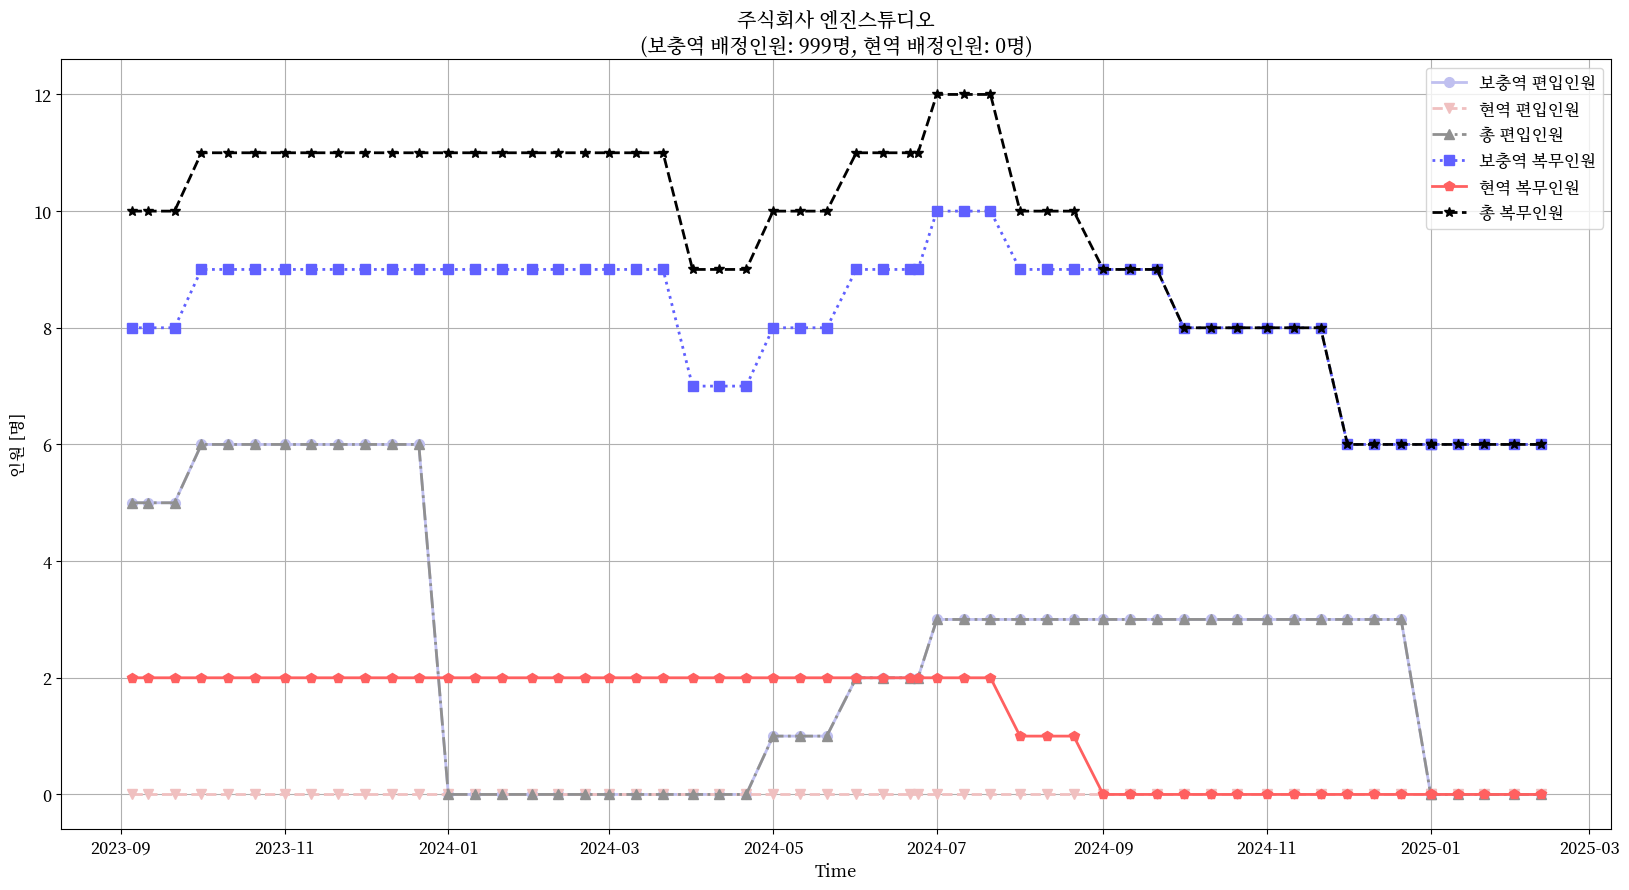 주식회사 엔진스튜디오
(보충역 배정인원: 999명, 현역 배정인원: 0명)
보충역 편입인원
현역 편입인원
총 편입인원
보충역 복무인원
현역 복무인원
총 복무인원
12
10
8
6
4
2
0
인원 [명]
2023-09 2023-11 2024-01 2024-03 2024-05 2024-07 2024-09 2024-11 2025-01 2025-03
Time